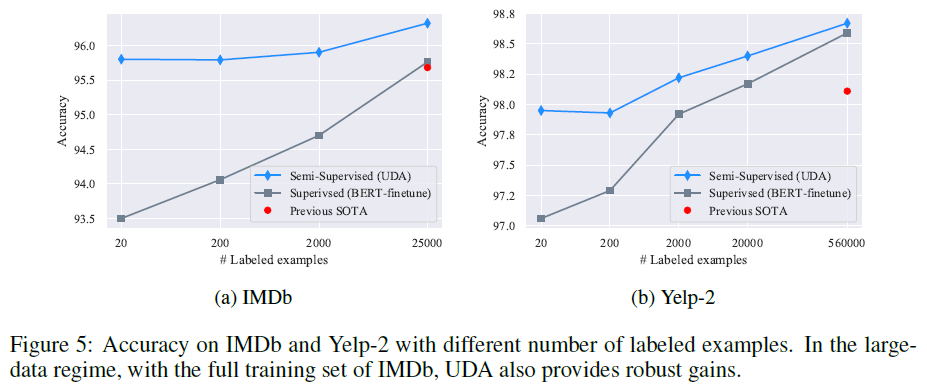 96.0
95.5
95.0
94.5
94.0
93.5
Accuracy
20
200
2000
25000
# Labeled examples
Semi-Supervised (UDA)
Superivsed (BERT-finetune)
Previous SOTA
(a) IMDb
98.8
98.5
98.2
98.0
97.8
97.5
97.2
97.0
Accuracy
20
200
2000
20000
560000
# Labeled examples
Semi-Supervised (UDA)
Superivsed (BERT-finetune)
Previous SOTA
(b) Yelp-2
Figure 5: Accuracy on IMDb and Yelp-2 with different number of labeled examples. In the large-
data regime, with the full training set of IMDb, UDA also provides robust gains.